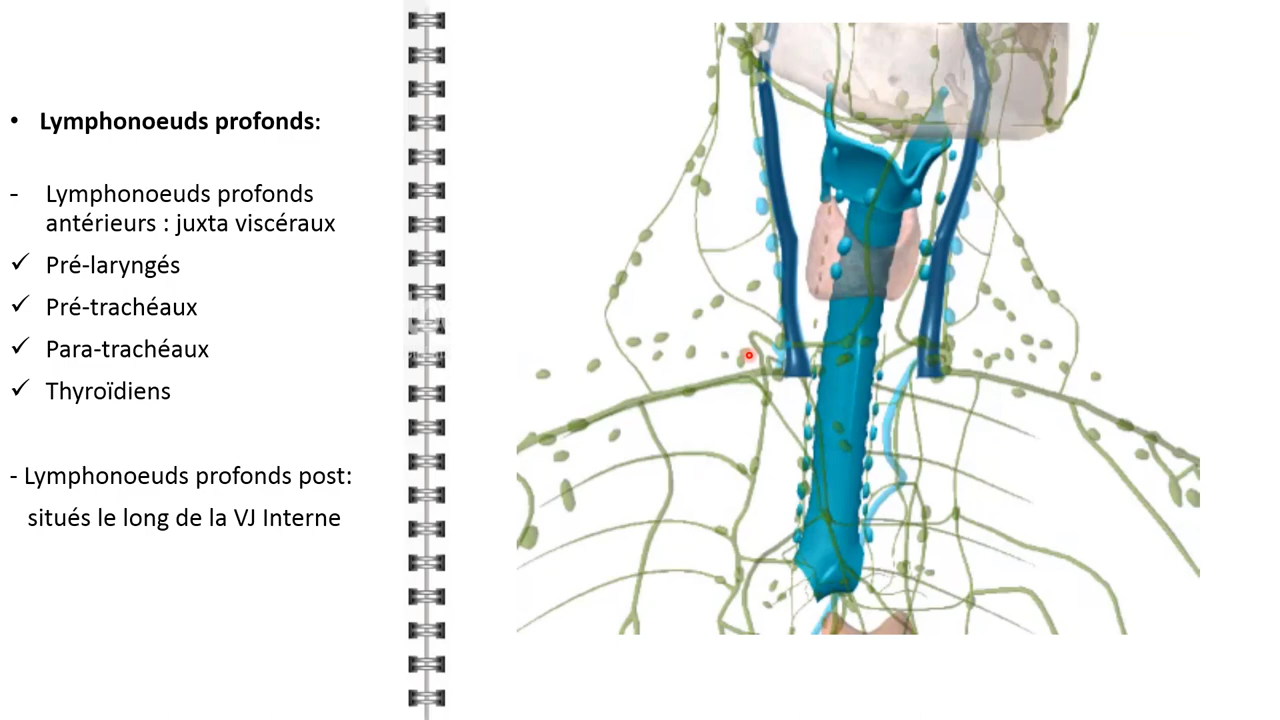 • Lymphonoeuds profonds:
- Lymphonoeuds profonds
antérieurs : juxta viscéraux
✓ Pré-laryngés
✓ Pré-trachéaux
✓ Para-trachéaux
✓ Thyroïdiens
- Lymphonoeuds profonds post:
situés le long de la VJ Interne